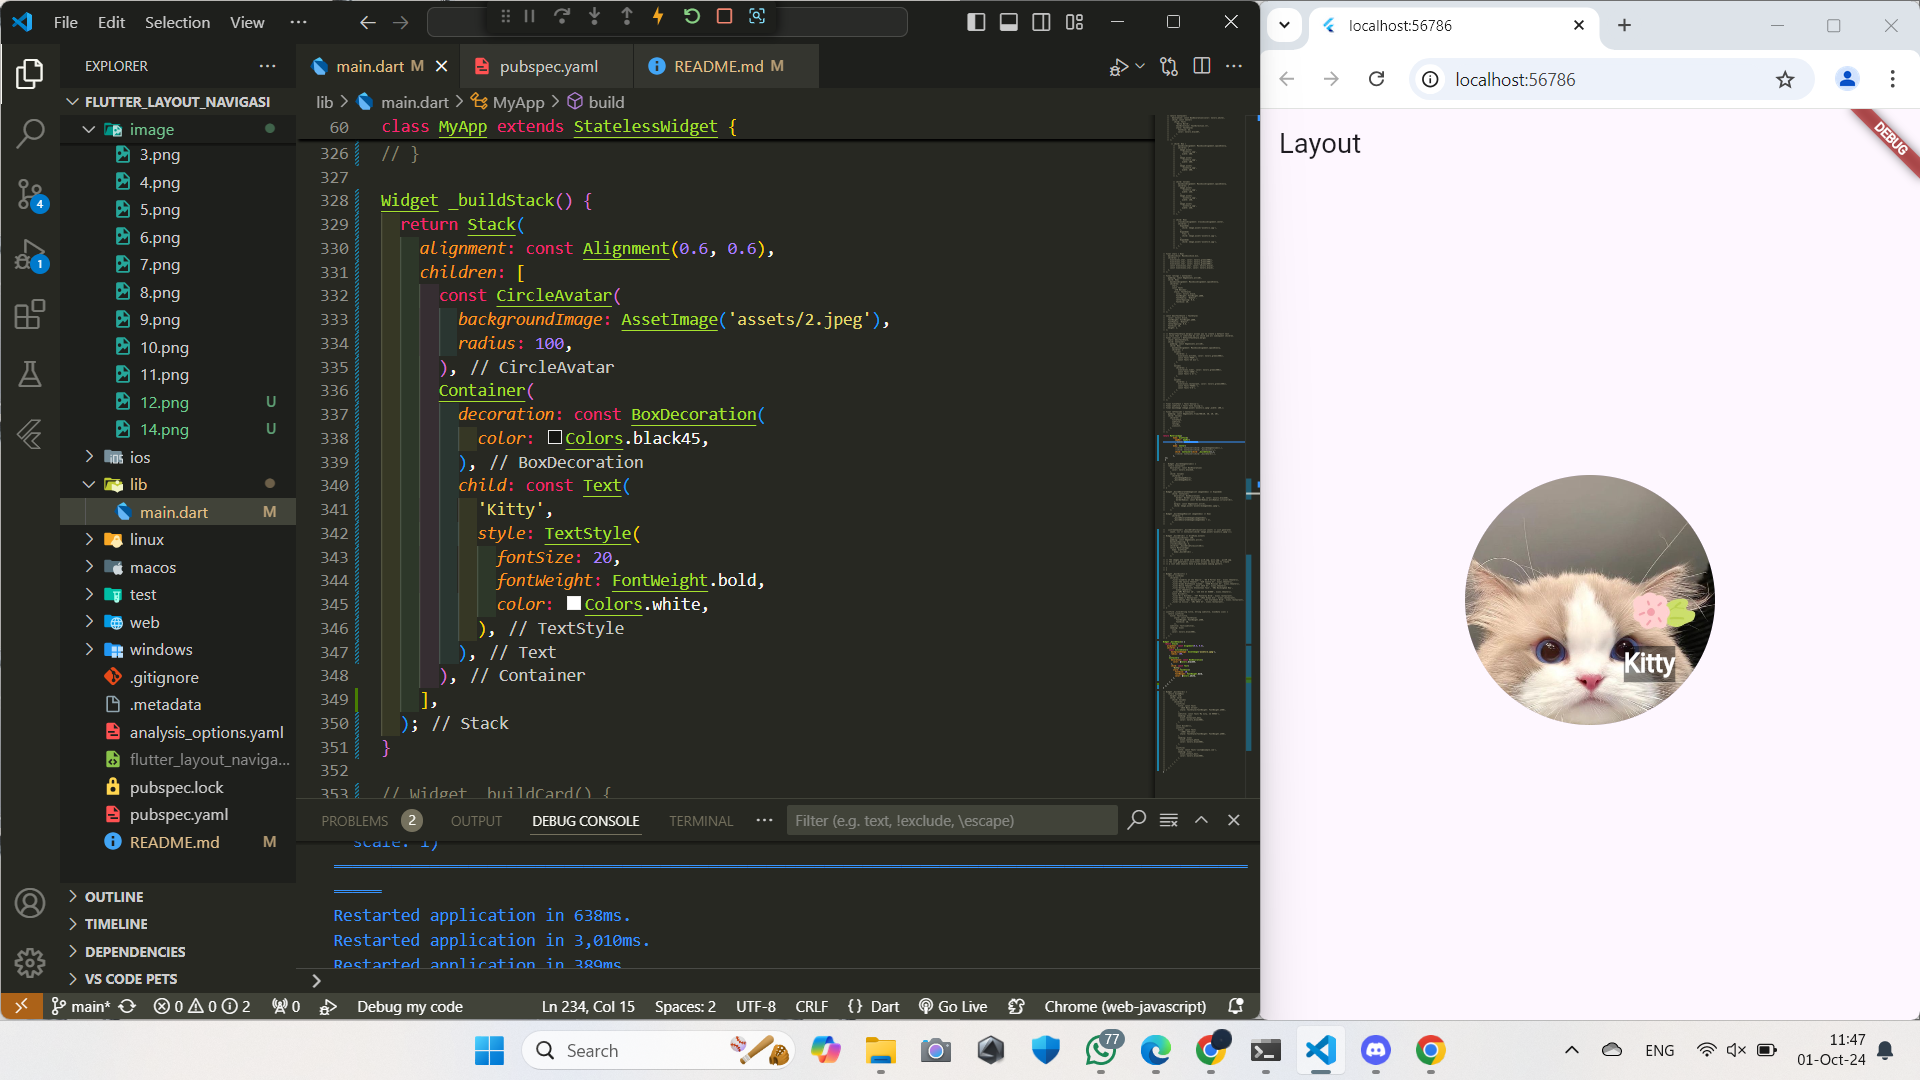 File Edit Selection View
localhost:56786
EXPLORER
main.dart M
pubspec.yaml
README.md M
localhost:56786
FLUTTER_LAYOUT_NAVIGASI
lib > main.dart > MyApp > build
image
3.png
4.png
5.png
6.png
7.png
8.png
9.png
10.png
11.png
12.png U
14.png U
ios
lib
main.dart M
linux
macos
test
web
windows
.gitignore
.metadata
analysis_options.yaml
flutter_layout_naviga...
pubspec.lock
pubspec.yaml
README.md M
OUTLINE
TIMELINE
DEPENDENCIES
VS CODE PETS
4
1
60 class MyApp extends StatelessWidget {
326 // }
327
328 Widget _buildStack() {
329 return Stack(
330 alignment: const Alignment(0.6, 0.6),
331 children: [
332 const CircleAvatar(
333 backgroundImage: AssetImage('assets/2.jpeg'),
334 radius: 100,
335 ), // CircleAvatar
336 Container(
337 decoration: const BoxDecoration(
338 color: Colors.black45,
339 ), // BoxDecoration
340 child: const Text(
341 'Kitty',
342 style: TextStyle(
343 fontSize: 20,
344 fontWeight: FontWeight.bold,
345 color: Colors.white,
346 ), // TextStyle
347 ), // Text
348 ), // Container
349 ],
350 ); // Stack
351 }
352
353 // Widget _buildCard() {
PROBLEMS 2 OUTPUT DEBUG CONSOLE TERMINAL
Filter (e.g. text, !exclude, \escape)
scale: 1)
Restarted application in 638ms.
Restarted application in 3,010ms.
Restarted application in 389ms.
main* 0 0 2 0 Debug my code Ln 234, Col 15 Spaces: 2 UTF-8 CRLF {} Dart Go Live Chrome (web-javascript)
Layout
DEBUG
Kitty
Search
77
ENG
11:47
01-Oct-24